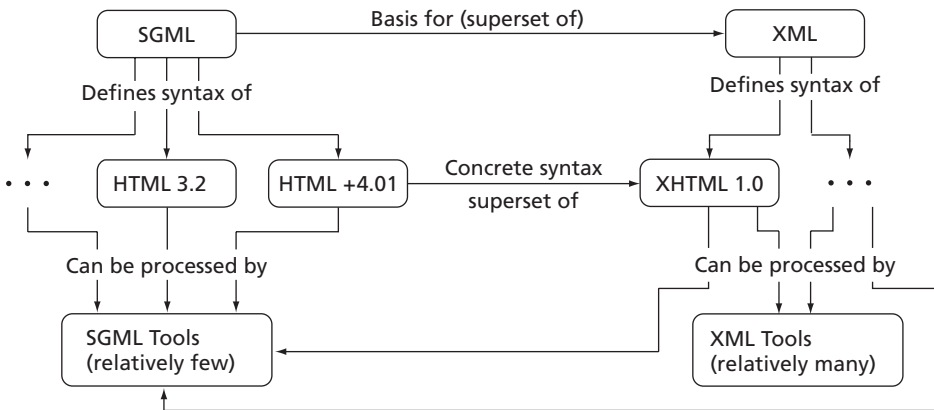 SGML
Basis for (superset of)
XML
Defines syntax of
Defines syntax of
. . .
HTML 3.2
HTML +4.01
Concrete syntax
superset of
XHTML 1.0
. . .
Can be processed by
Can be processed by
SGML Tools
(relatively few)
XML Tools
(relatively many)